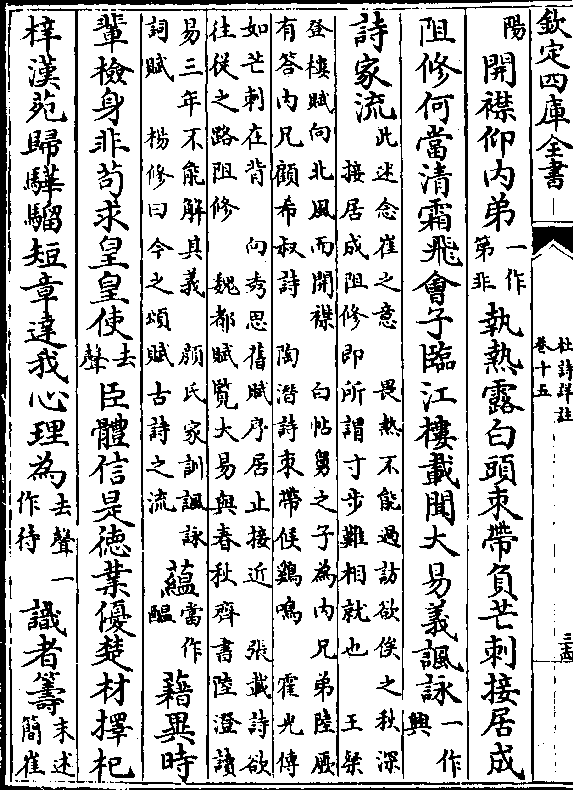 欽定四庫全書
杜詩詳註
卷十五
三四
陽 開襟仰内弟一作第非執熱露白頭束帶負芒刺接居成
阻修何當清霜飛會子臨江樓載聞大易義諷詠一作興
詩家流此述念崔之意 畏熱不能過訪欲俟之秋深
接居成阻修即所謂寸步難相就也 王粲
登樓賦向北風而開襟 白帖舅之子為内兄弟陸厥
有答内兄顧希叔詩 陶潛詩束帶候鷄鳴 霍光傳
如芒刺在背 向秀思舊賦序居止接近 張載詩欲
往從之路阻修 魏都賦覽大易與春秋齊書陸澄讀
易三年不能解其義 顔氏家訓諷詠
詞賦 楊修曰今之頌賦古詩之流 蘊當作醖藉異時
輩檢身非苟求皇皇使去聲臣體信是徳業優楚材擇杞
梓漢苑歸驊騮短章達我心理為去聲一作待識者籌末述簡崔